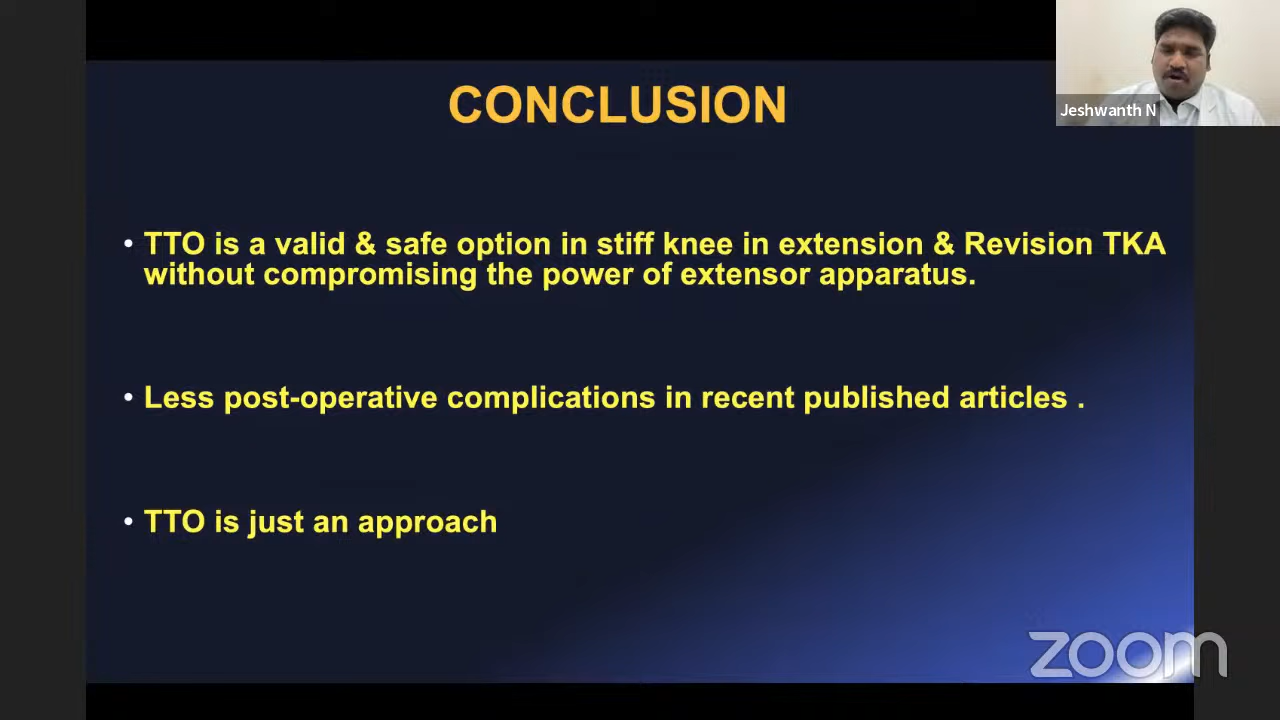 CONCLUSION
Jeshwanth N
• TTO is a valid & safe option in stiff knee in extension & Revision TKA
without compromising the power of extensor apparatus.
• Less post-operative complications in recent published articles .
• TTO is just an approach
zoom